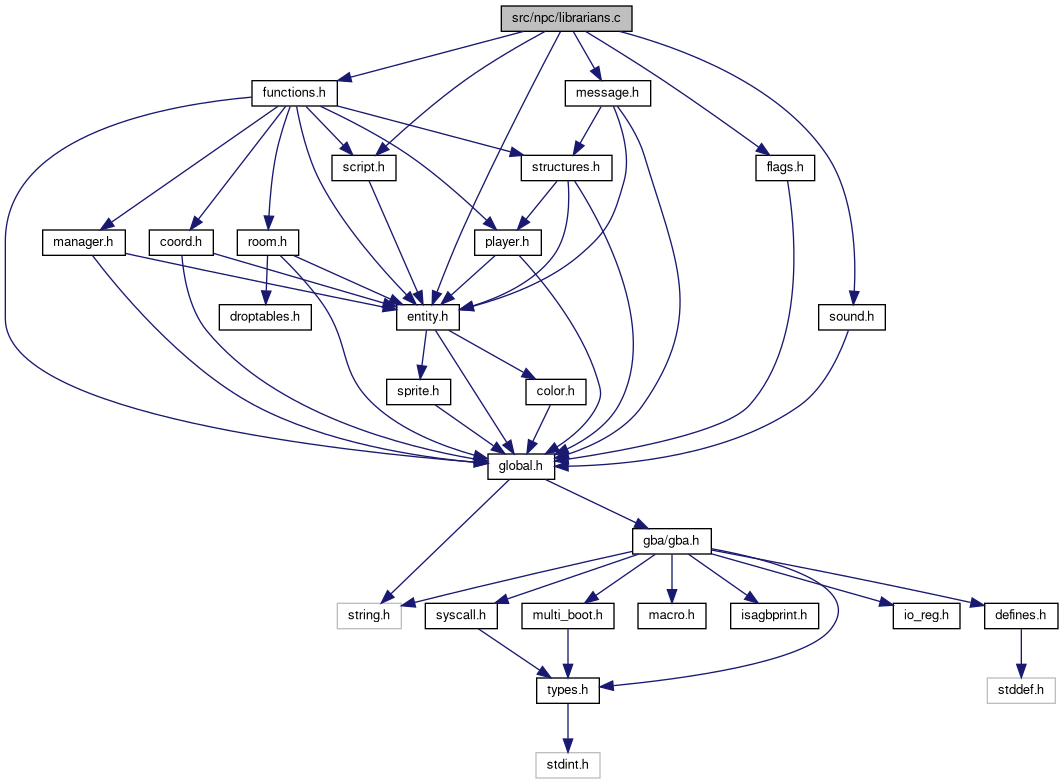 src/npc/librarians.c
functions.h
message.h
script.h
structures.h
flags.h
manager.h
coord.h
room.h
player.h
droptables.h
entity.h
sound.h
sprite.h
color.h
global.h
gba/gba.h
string.h
syscall.h
multi_boot.h
macro.h
isagbprint.h
io_reg.h
defines.h
types.h
stddef.h
stdint.h